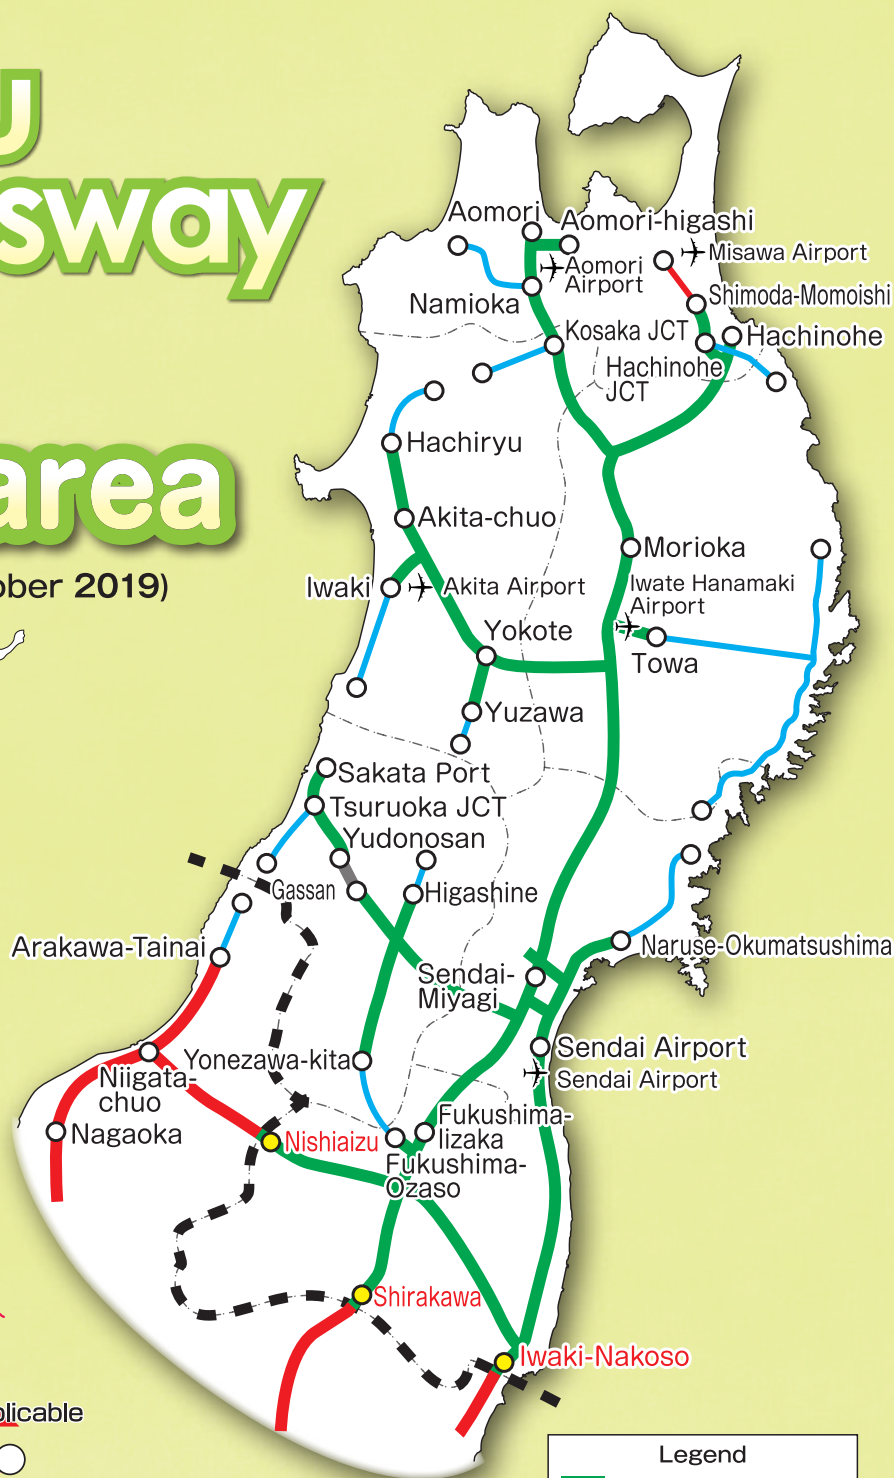 U
sway
area
ober 2019)
Aomori
Aomori-higashi
Misawa Airport
Aomori
Airport
Shimoda-Momoishi
Namioka
Kosaka JCT
Hachinohe
Hachinohe
JCT
Hachiryu
Akita-chuo
Morioka
Iwaki
Akita Airport
Iwate Hanamaki
Airport
Yokote
Towa
Yuzawa
Sakata Port
Tsuruoka JCT
Yudonosan
Gassan
Higashine
Arakawa-Tainai
Naruse-Okumatsushima
Sendai-
Miyagi
Sendai Airport
Yonezawa-kita
Sendai Airport
Niigata-
chuo
Nagaoka
Fukushima-
Iizaka
Nishiaizu
Fukushima-
Ozaso
Shirakawa
Iwaki-Nakoso
plicable
Legend